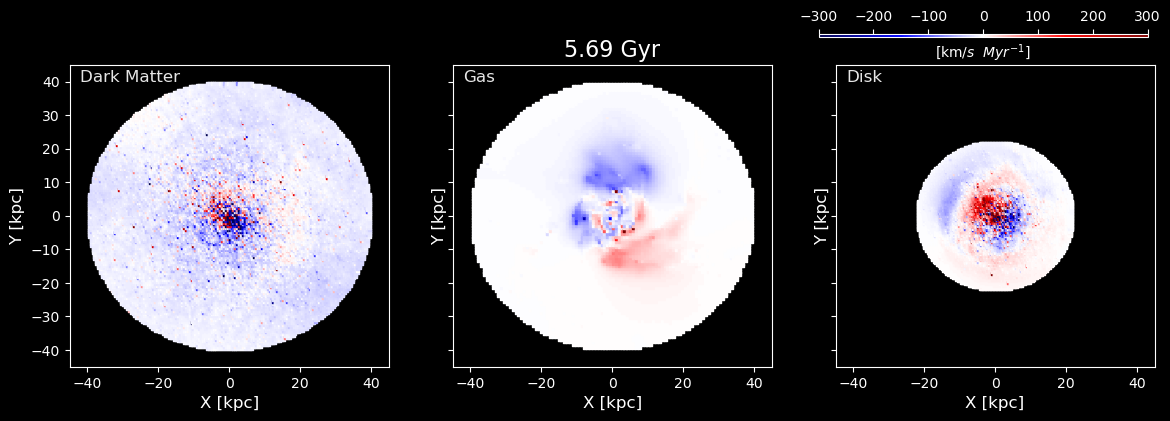 −300 −200 −100 0 100 200 300
[km/s Myr⁻¹]
5.69 Gyr
Dark Matter
Gas
Disk
40
30
20
10
0
−10
−20
−30
−40
Y [kpc]
Y [kpc]
Y [kpc]
−40 −20 0 20 40
−40 −20 0 20 40
−40 −20 0 20 40
X [kpc]
X [kpc]
X [kpc]